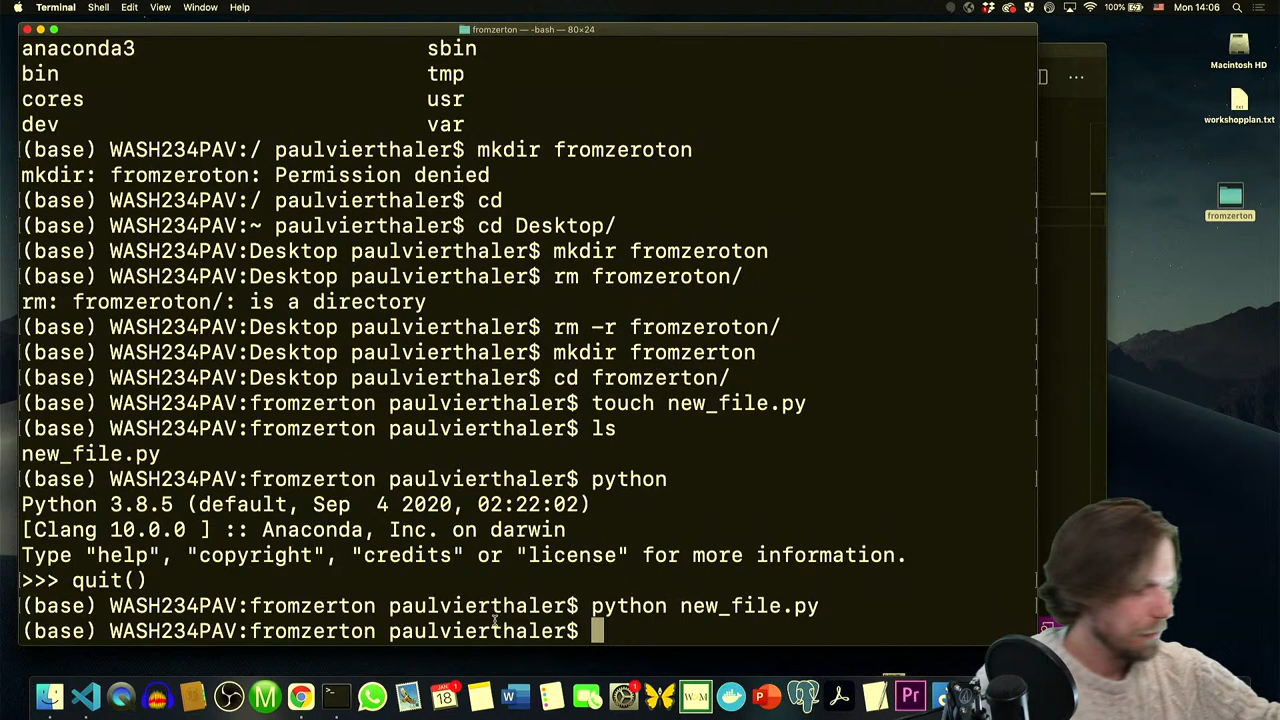 Terminal Shell Edit View Window Help 100% Mon 14:06
fromzerton — -bash — 80×24
anaconda3 sbin
bin tmp
cores usr
dev var
(base) WASH234PAV:/ paulvierthaler$ mkdir fromzeroton
mkdir: fromzeroton: Permission denied
(base) WASH234PAV:/ paulvierthaler$ cd
(base) WASH234PAV:~ paulvierthaler$ cd Desktop/
(base) WASH234PAV:Desktop paulvierthaler$ mkdir fromzeroton
(base) WASH234PAV:Desktop paulvierthaler$ rm fromzeroton/
rm: fromzeroton/: is a directory
(base) WASH234PAV:Desktop paulvierthaler$ rm -r fromzeroton/
(base) WASH234PAV:Desktop paulvierthaler$ mkdir fromzerton
(base) WASH234PAV:Desktop paulvierthaler$ cd fromzerton/
(base) WASH234PAV:fromzerton paulvierthaler$ touch new_file.py
(base) WASH234PAV:fromzerton paulvierthaler$ ls
new_file.py
(base) WASH234PAV:fromzerton paulvierthaler$ python
Python 3.8.5 (default, Sep  4 2020, 02:22:02)
[Clang 10.0.0 ] :: Anaconda, Inc. on darwin
Type "help", "copyright", "credits" or "license" for more information.
>>> quit()
(base) WASH234PAV:fromzerton paulvierthaler$ python new_file.py
(base) WASH234PAV:fromzerton paulvierthaler$
Macintosh HD
txt
workshopplan.txt
fromzerton
JAN
18
1
M
W
1
W M
P
Pr